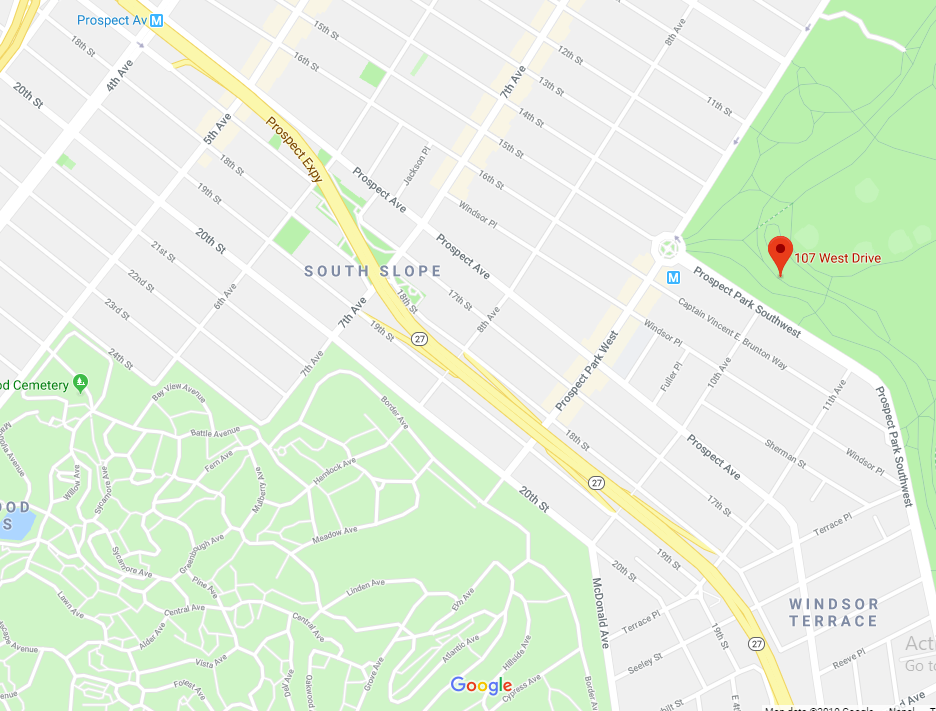 Prospect Av M
15th St
12th St
8th Ave
18th St
16th St
4th Ave
7th Ave
13th St
20th St
11th St
14th St
5th Ave
Prospect Expy
15th St
Jackson Pl
18th St
Prospect Ave
16th St
19th St
Windsor Pl
20th St
Prospect Ave
21st St
107 West Drive
SOUTH SLOPE
M
Prospect Park Southwest
22nd St
6th Ave
18th St
17th St
23rd St
7th Ave
8th Ave
Captain Vincent E. Brunton Way
19th St
27
Windsor Pl
24th St
7th Ave
Prospect Park West
Fuller Pl
10th Ave
od Cemetery
Bay View Avenue
11th Ave
Border Ave
Prospect Park Southwest
Battle Avenue
18th St
Prospect Ave
Sherman St
Fern Ave
Windsor Pl
Hemlock Ave
Willow Ave
Sycamore Ave
Mulberry Ave
27
20th St
17th St
OOD
S
Terrace Pl
Meadow Ave
Greenbough Ave
19th St
Sycamore Ave
20th St
Pine Ave
Linden Ave
McDonald Ave
Lawn Ave
Elm Ave
WINDSOR
TERRACE
Central Ave
Central Ave
Terrace Pl
Alder Ave
19th St
27
Atlantic Ave
Hillside Ave
Vista Ave
Seeley St
Reeve Pl
Grove Ave
Forest Ave
Google
Cypress Ave
Border Ave
Act
Go to